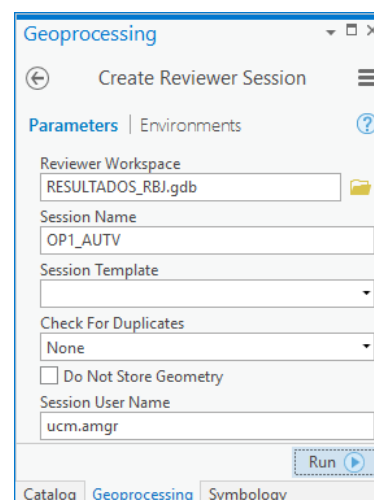 Geoprocessing
Create Reviewer Session
Parameters | Environments
Reviewer Workspace
RESULTADOS_RBJ.gdb
Session Name
OP1_AUTV
Session Template
Check For Duplicates
None
Do Not Store Geometry
Session User Name
ucm.amgr
Run
Catalog Geoprocessing Symbology